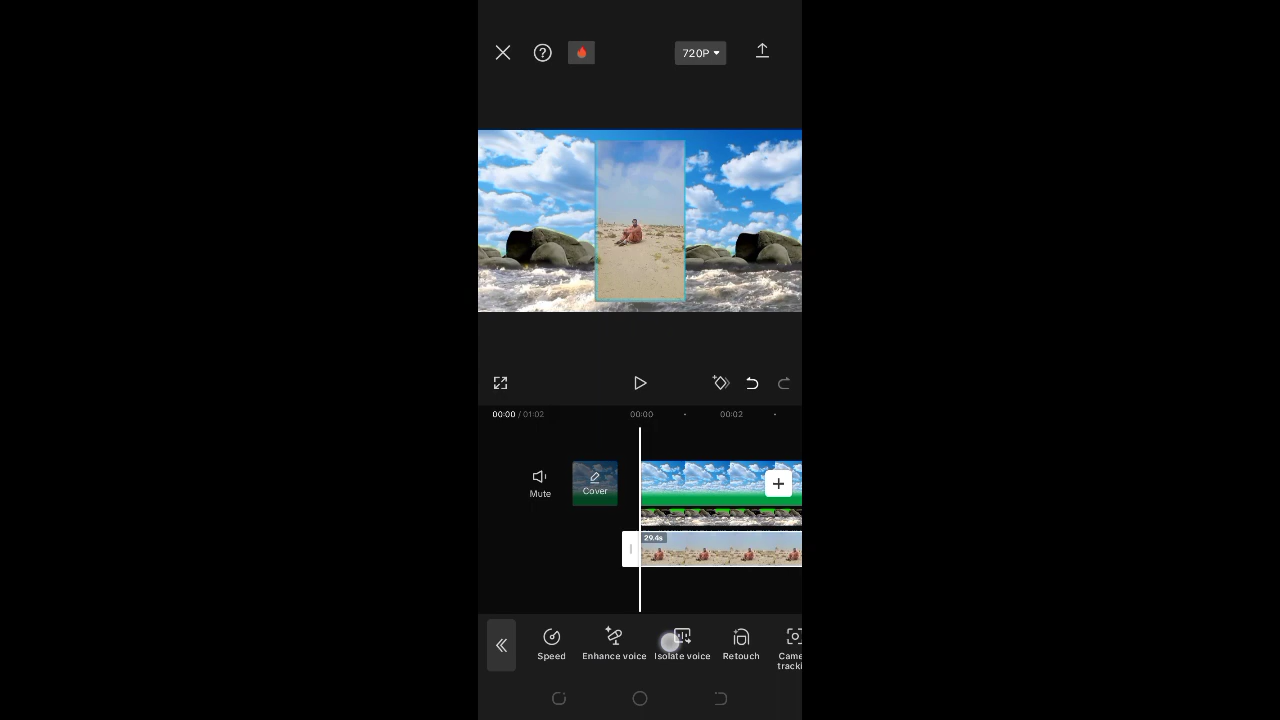 720P
00:00 / 01:02
00:00
00:02
Mute
Cover
29.4s
Speed
Enhance voice
Isolate voice
Retouch
Came
tracki